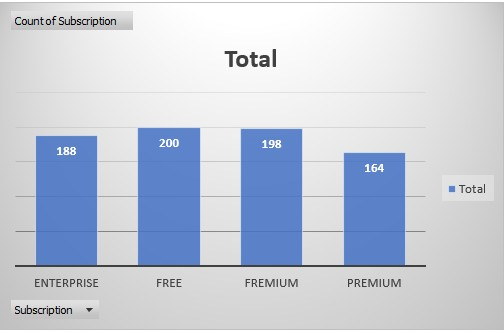 Count of Subscription
Total
188
200
198
164
Total
ENTERPRISE
FREE
FREMIUM
PREMIUM
Subscription